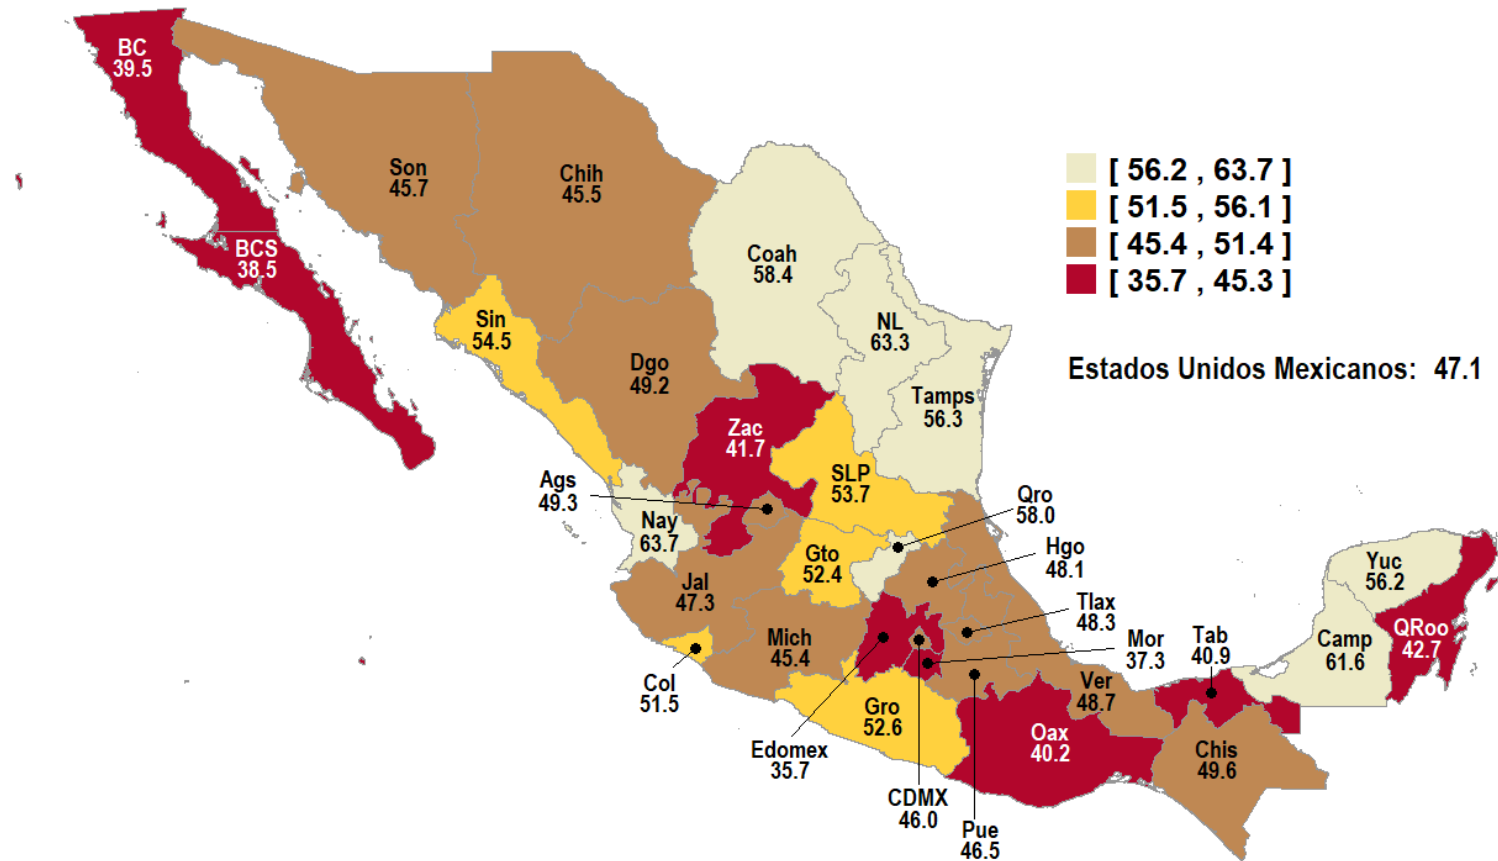 BC
39.5
Son
45.7
Chih
45.5
[ 56.2 , 63.7 ]
[ 51.5 , 56.1 ]
[ 45.4 , 51.4 ]
[ 35.7 , 45.3 ]
BCS
38.5
Coah
58.4
Sin
54.5
NL
63.3
Dgo
49.2
Estados Unidos Mexicanos: 47.1
Tamps
56.3
Zac
41.7
SLP
53.7
Ags
49.3
Qro
58.0
Nay
63.7
Gto
52.4
Hgo
48.1
Yuc
56.2
Jal
47.3
Tlax
48.3
Mich
45.4
Mor
37.3
Tab
40.9
Camp
61.6
QRoo
42.7
Col
51.5
Ver
48.7
Gro
52.6
Edomex
35.7
Oax
40.2
Chis
49.6
CDMX
46.0
Pue
46.5